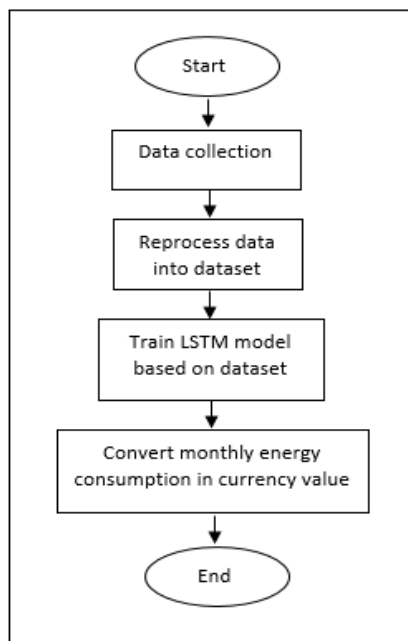 Start
Data collection
Reprocess data
into dataset
Train LSTM model
based on dataset
Convert monthly energy
consumption in currency value
End